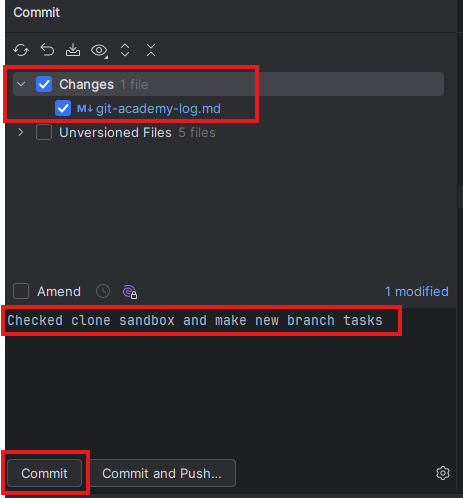 Commit
Changes 1 file
M↓ git-academy-log.md
Unversioned Files 5 files
Amend 1 modified
Checked clone sandbox and make new branch tasks
Commit Commit and Push...